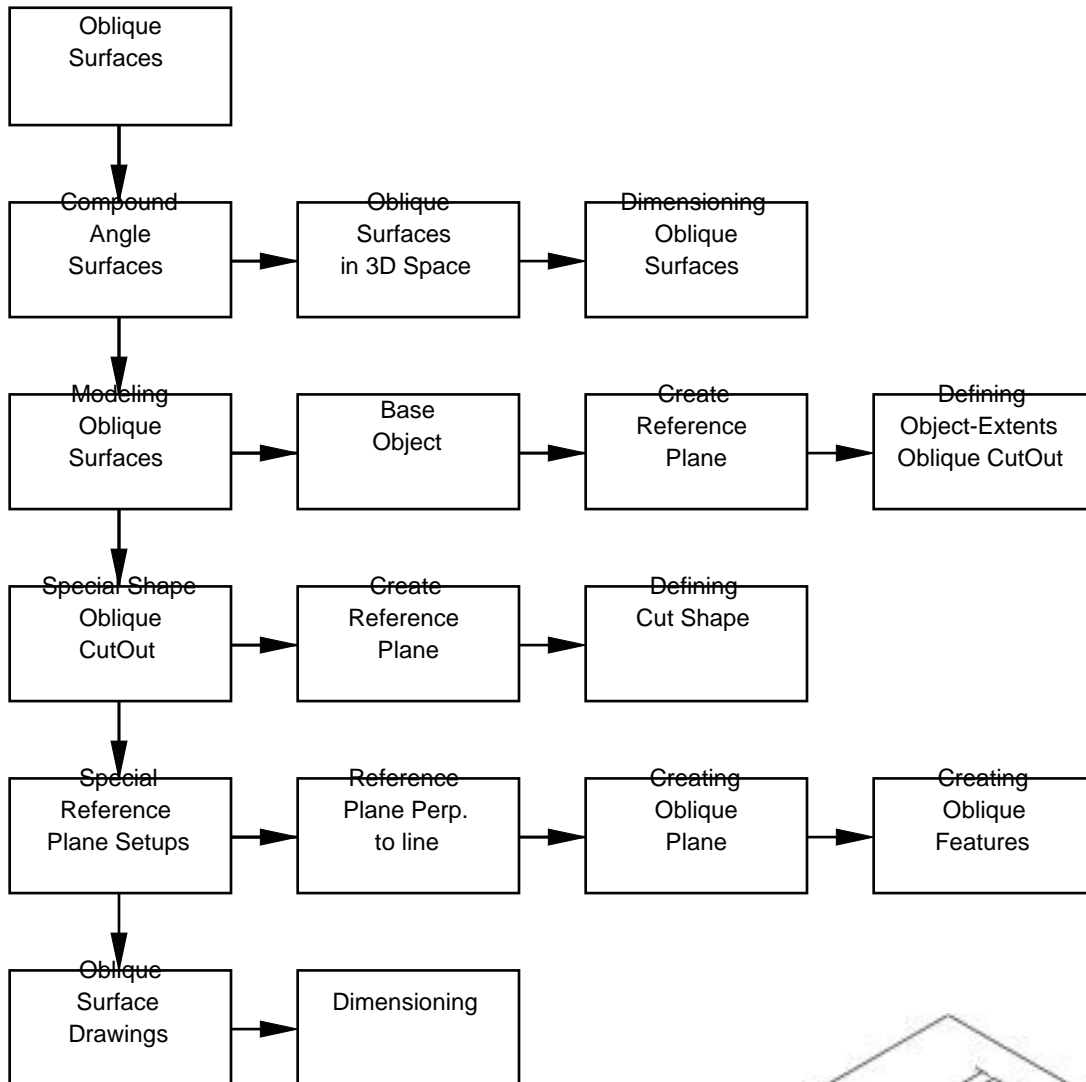 Oblique
Surfaces
Compound
Angle
Surfaces
Oblique
Surfaces
in 3D Space
Dimensioning
Oblique
Surfaces
Modeling
Oblique
Surfaces
Base
Object
Create
Reference
Plane
Defining
Object-Extents
Oblique CutOut
Special Shape
Oblique
CutOut
Create
Reference
Plane
Defining
Cut Shape
Special
Reference
Plane Setups
Reference
Plane Perp.
to line
Creating
Oblique
Plane
Creating
Oblique
Features
Oblique
Surface
Drawings
Dimensioning